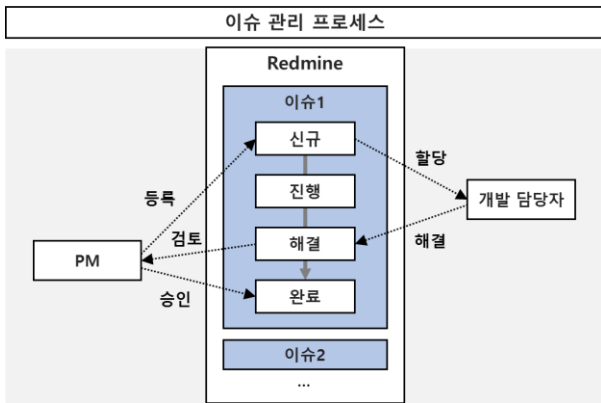 이슈 관리 프로세스
Redmine
이슈1
신규
할당
진행
등록
개발 담당자
검토
해결
해결
PM
승인
완료
이슈2
...